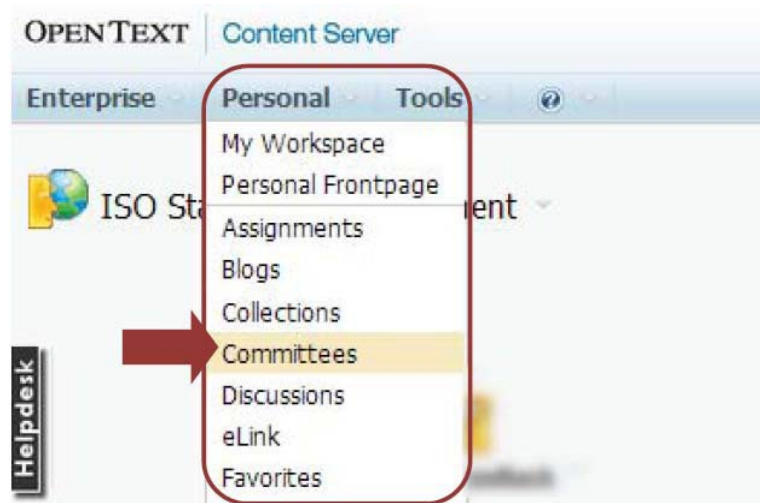 OPENTEXT Content Server
Enterprise Personal Tools
My Workspace
Personal Frontpage
ISO Sta ent
Assignments
Blogs
Collections
Committees
Discussions
eLink
Favorites
Helpdesk